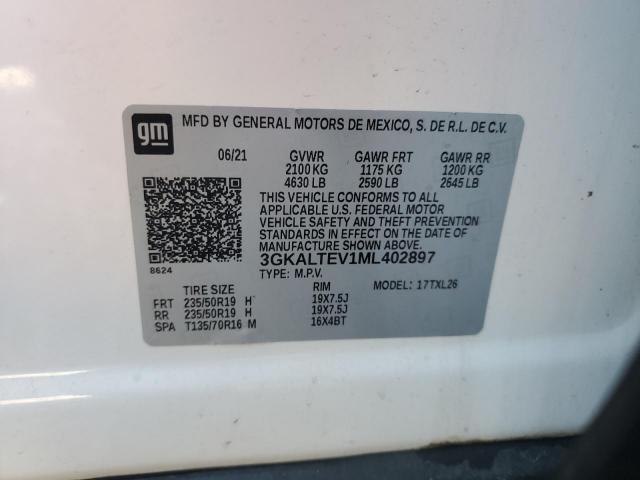 gm
MFD BY GENERAL MOTORS DE MEXICO, S. DE R.L. DE C.V.
06/21 GVWR GAWR FRT GAWR RR
2100 KG 1175 KG 1200 KG
4630 LB 2590 LB 2645 LB
THIS VEHICLE CONFORMS TO ALL
APPLICABLE U.S. FEDERAL MOTOR
VEHICLE SAFETY AND THEFT PREVENTION
STANDARDS IN EFFECT ON THE DATE OF
MANUFACTURE SHOWN ABOVE.
8624 3GKALTEV1ML402897
TYPE: M.P.V. MODEL: 17TXL26
TIRE SIZE RIM
FRT 235/50R19 H 19X7.5J
RR 235/50R19 H 19X7.5J
SPA T135/70R16 M 16X4BT